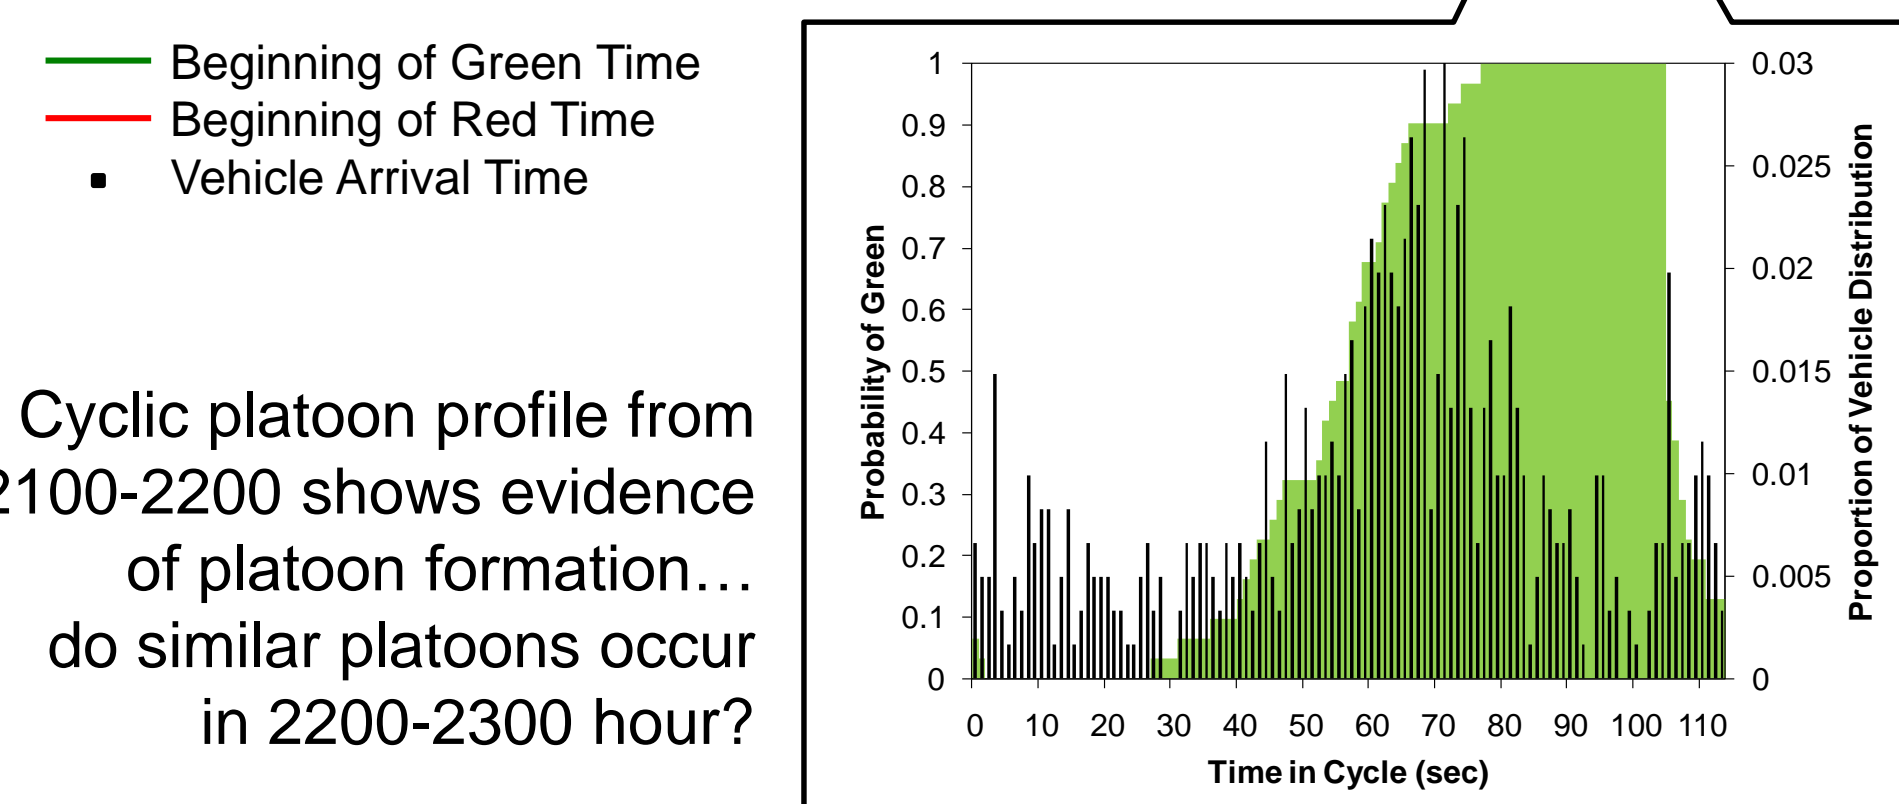 Beginning of Green Time
Beginning of Red Time
Vehicle Arrival Time
Cyclic platoon profile from
2100-2200 shows evidence
of platoon formation…
do similar platoons occur
in 2200-2300 hour?
Probability of Green
1
0.9
0.8
0.7
0.6
0.5
0.4
0.3
0.2
0.1
0
0 10 20 30 40 50 60 70 80 90 100 110
Time in Cycle (sec)
0.03
0.025
0.02
0.015
0.01
0.005
0
Proportion of Vehicle Distribution